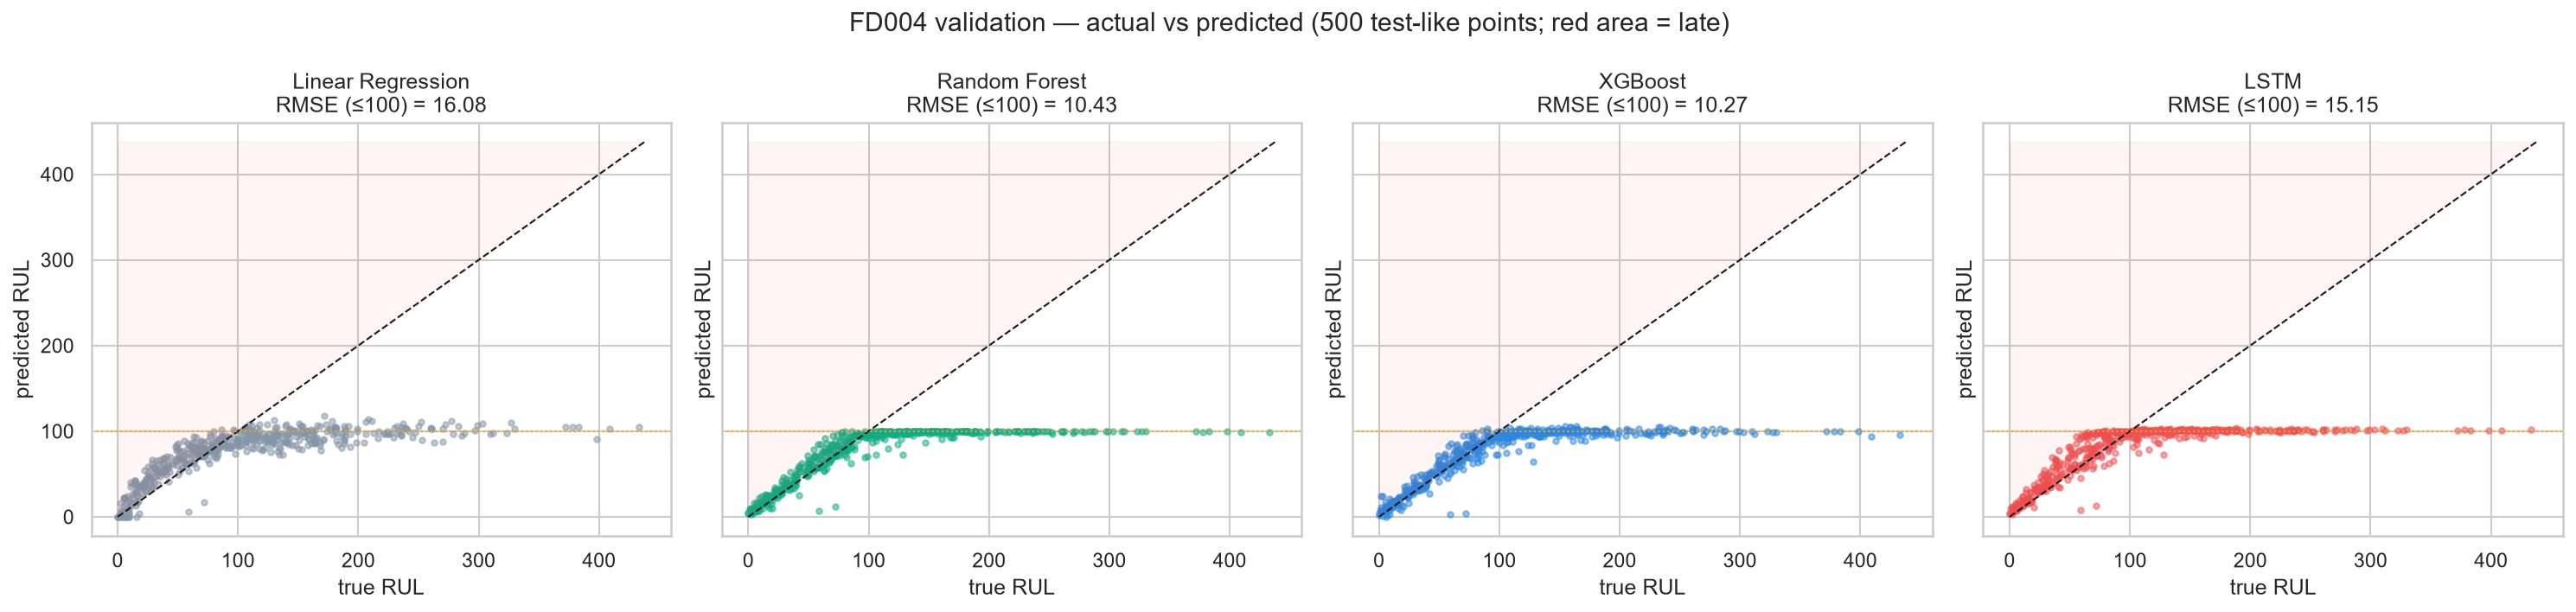 FD004 validation — actual vs predicted (500 test-like points; red area = late)
Linear Regression
RMSE (≤100) = 16.08
400
300
200
100
0
predicted RUL
0 100 200 300 400
true RUL
Random Forest
RMSE (≤100) = 10.43
predicted RUL
0 100 200 300 400
true RUL
XGBoost
RMSE (≤100) = 10.27
predicted RUL
0 100 200 300 400
true RUL
LSTM
RMSE (≤100) = 15.15
predicted RUL
0 100 200 300 400
true RUL